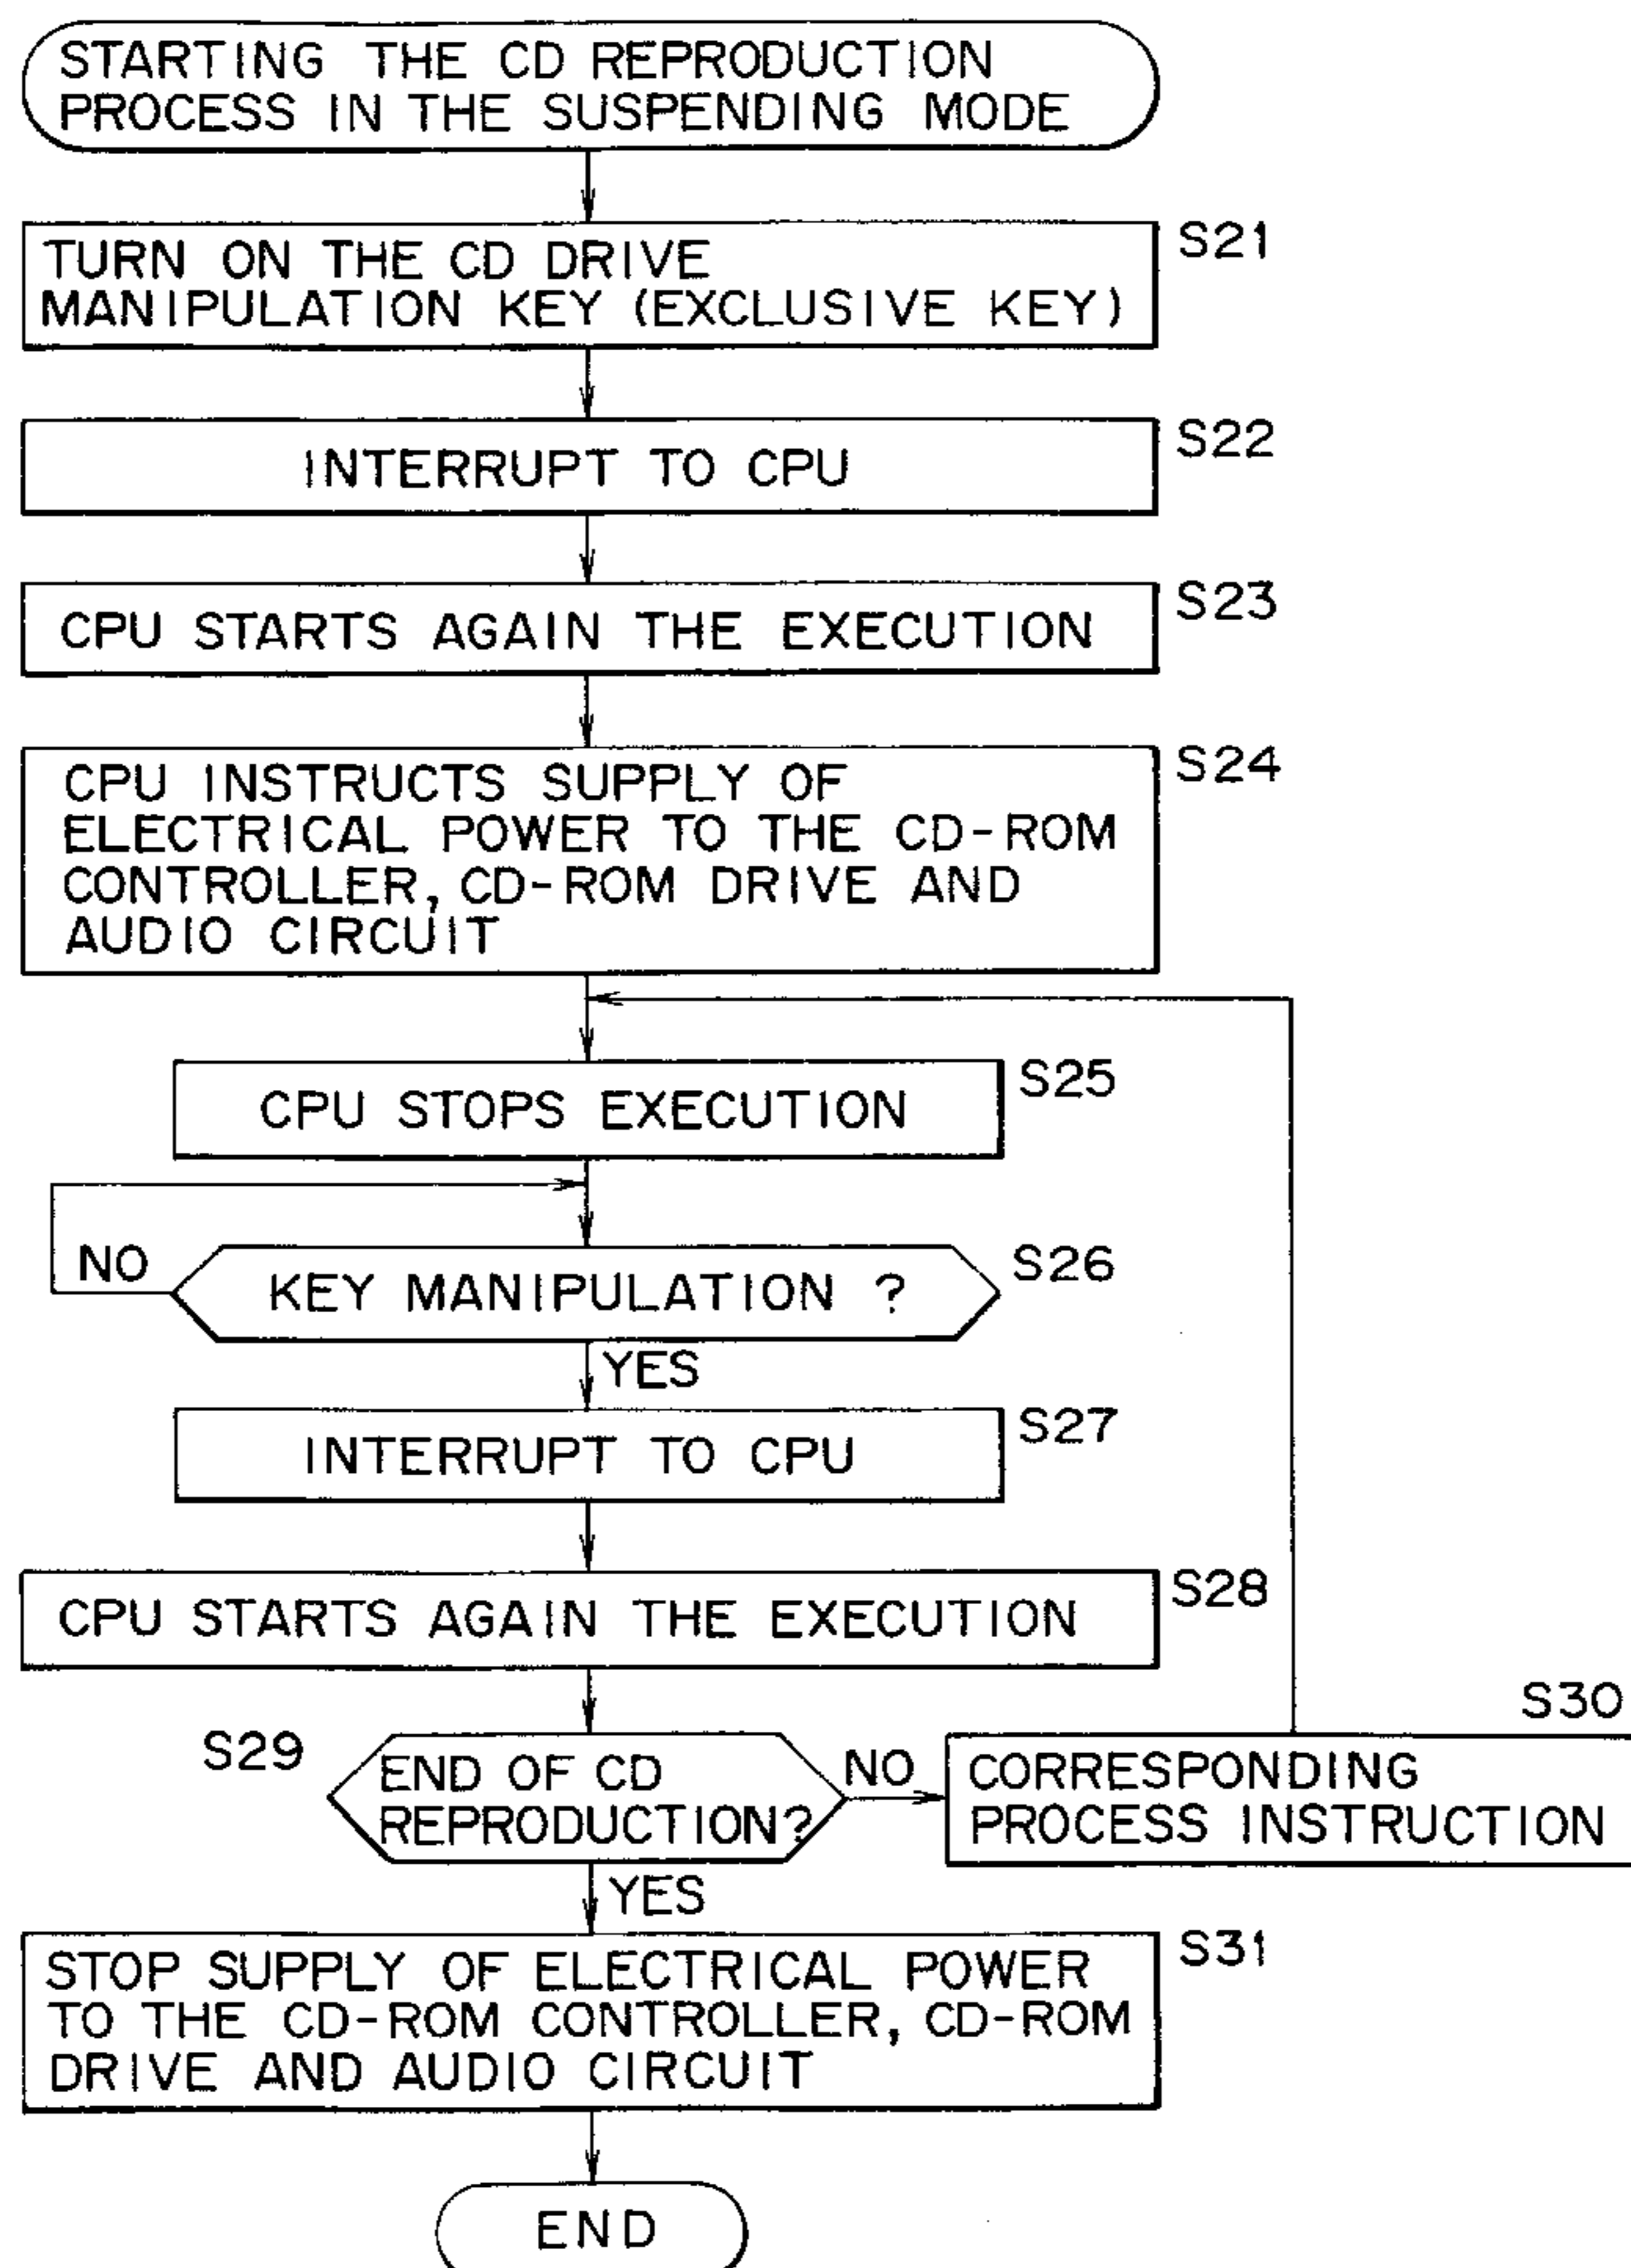 STARTING THE CD REPRODUCTION
PROCESS IN THE SUSPENDING MODE
TURN ON THE CD DRIVE
MANIPULATION KEY (EXCLUSIVE KEY)
S21
INTERRUPT TO CPU
S22
CPU STARTS AGAIN THE EXECUTION
S23
CPU INSTRUCTS SUPPLY OF
ELECTRICAL POWER TO THE CD-ROM
CONTROLLER, CD-ROM DRIVE AND
AUDIO CIRCUIT
S24
CPU STOPS EXECUTION
S25
NO
KEY MANIPULATION ?
S26
YES
INTERRUPT TO CPU
S27
CPU STARTS AGAIN THE EXECUTION
S28
S29
END OF CD
REPRODUCTION?
NO
S30
CORRESPONDING
PROCESS INSTRUCTION
YES
STOP SUPPLY OF ELECTRICAL POWER
TO THE CD-ROM CONTROLLER, CD-ROM
DRIVE AND AUDIO CIRCUIT
S31
END